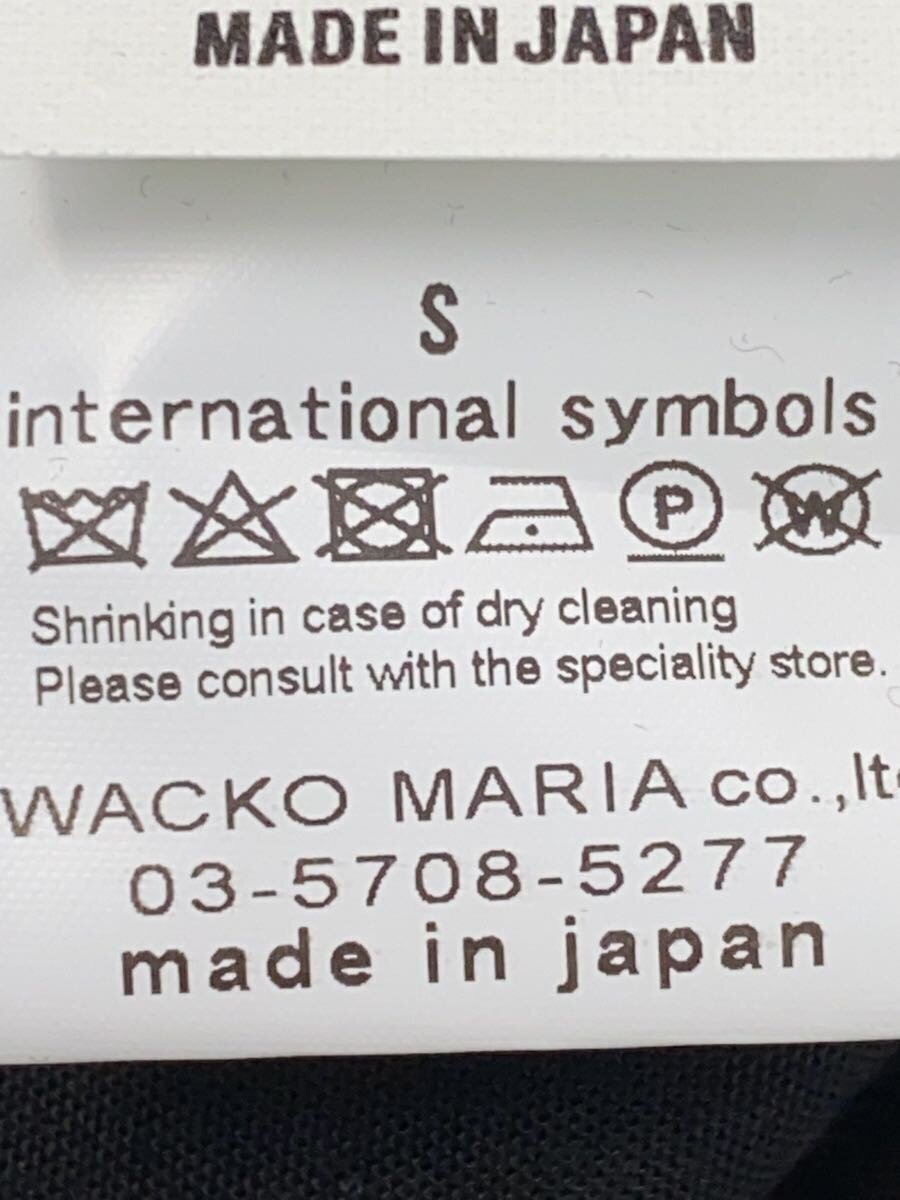 MADE IN JAPAN
S
international symbols
P W
Shrinking in case of dry cleaning
Please consult with the speciality store.
WACKO MARIA co.,lt
03-5708-5277
made in japan